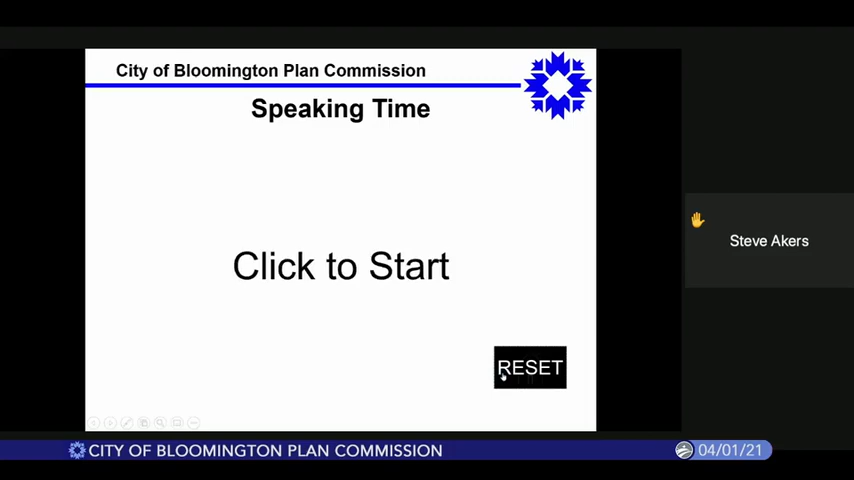 City of Bloomington Plan Commission
Speaking Time
Click to Start
RESET
Steve Akers
CITY OF BLOOMINGTON PLAN COMMISSION
04/01/21